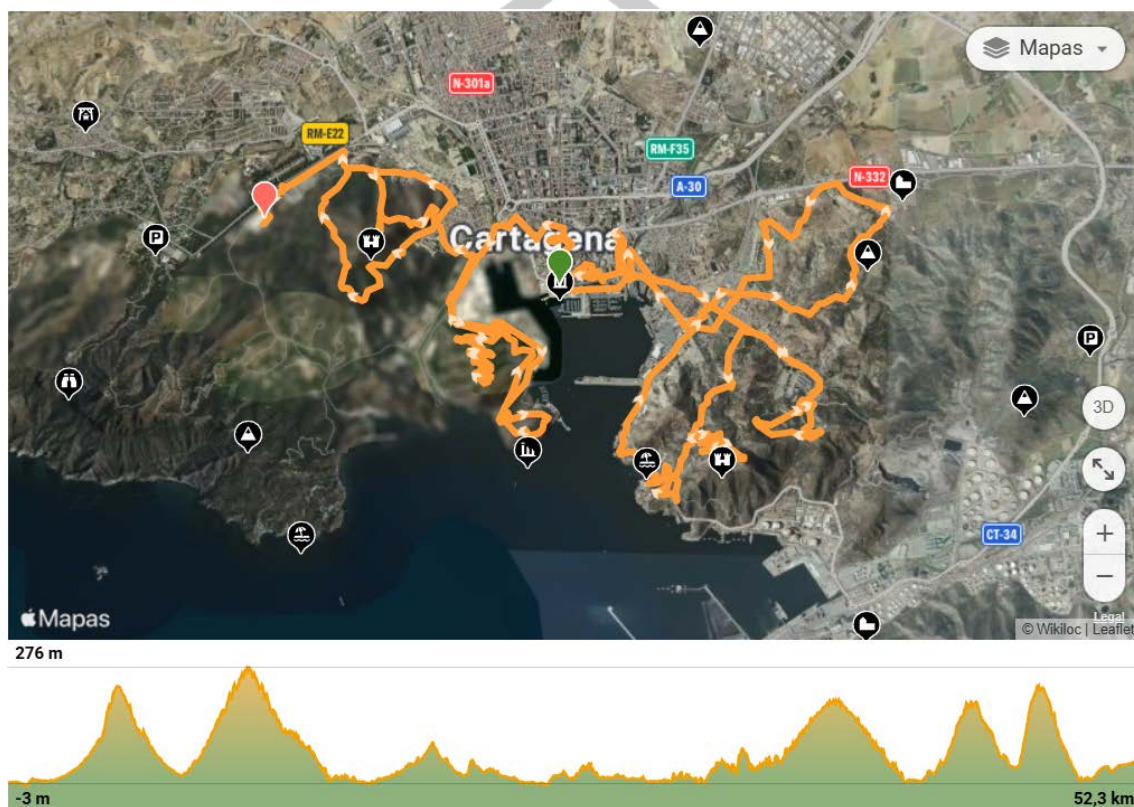 Mapas
N-301a
RM-E22
RM-F35
A-30
N-332
Cartagena
P
P
3D
CT-34
+
−
Mapas
Legal
© Wikiloc | Leaflet
276 m
-3 m
52,3 km